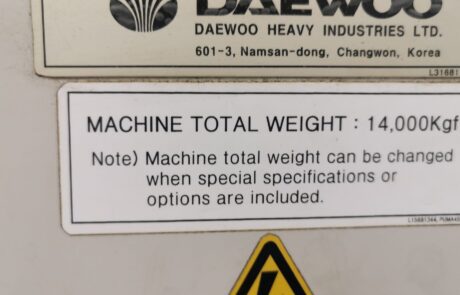 DAEWOO
DAEWOO HEAVY INDUSTRIES LTD.
601-3, Namsan-dong, Changwon, Korea
MACHINE TOTAL WEIGHT : 14,000Kgf
Note) Machine total weight can be changed
when special specifications or
options are included.